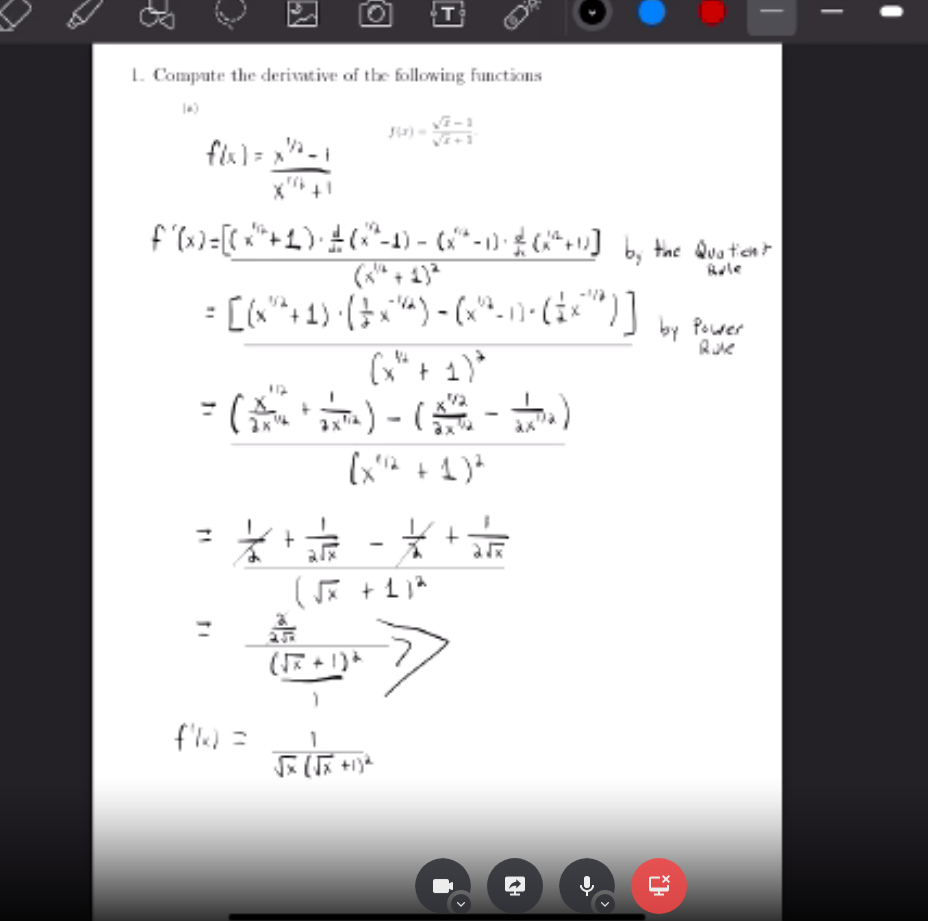 1. Compute the derivative of the following functions
(a)
f(x) = (√x − 1)/(√x + 1)
f(x) = (x^(1/2) − 1)/(x^(1/2) + 1)
f'(x) = [(x^(1/2) + 1) · d/dx (x^(1/2) − 1) − (x^(1/2) − 1) · d/dx (x^(1/2) + 1)] / (x^(1/2) + 1)² by the Quotient Rule
= [(x^(1/2) + 1) · (1/2 x^(−1/2)) − (x^(1/2) − 1) · (1/2 x^(−1/2))] / (x^(1/2) + 1)² by Power Rule
= ((x^(1/2)/2x^(1/2) + 1/2x^(1/2)) − (x^(1/2)/2x^(1/2) − 1/2x^(1/2))) / (x^(1/2) + 1)²
= (1/2 + 1/2√x − 1/2 + 1/2√x) / (√x + 1)²
= (2/2√x) / ((√x + 1)²/1)
f'(x) = 1/(√x (√x + 1)²)